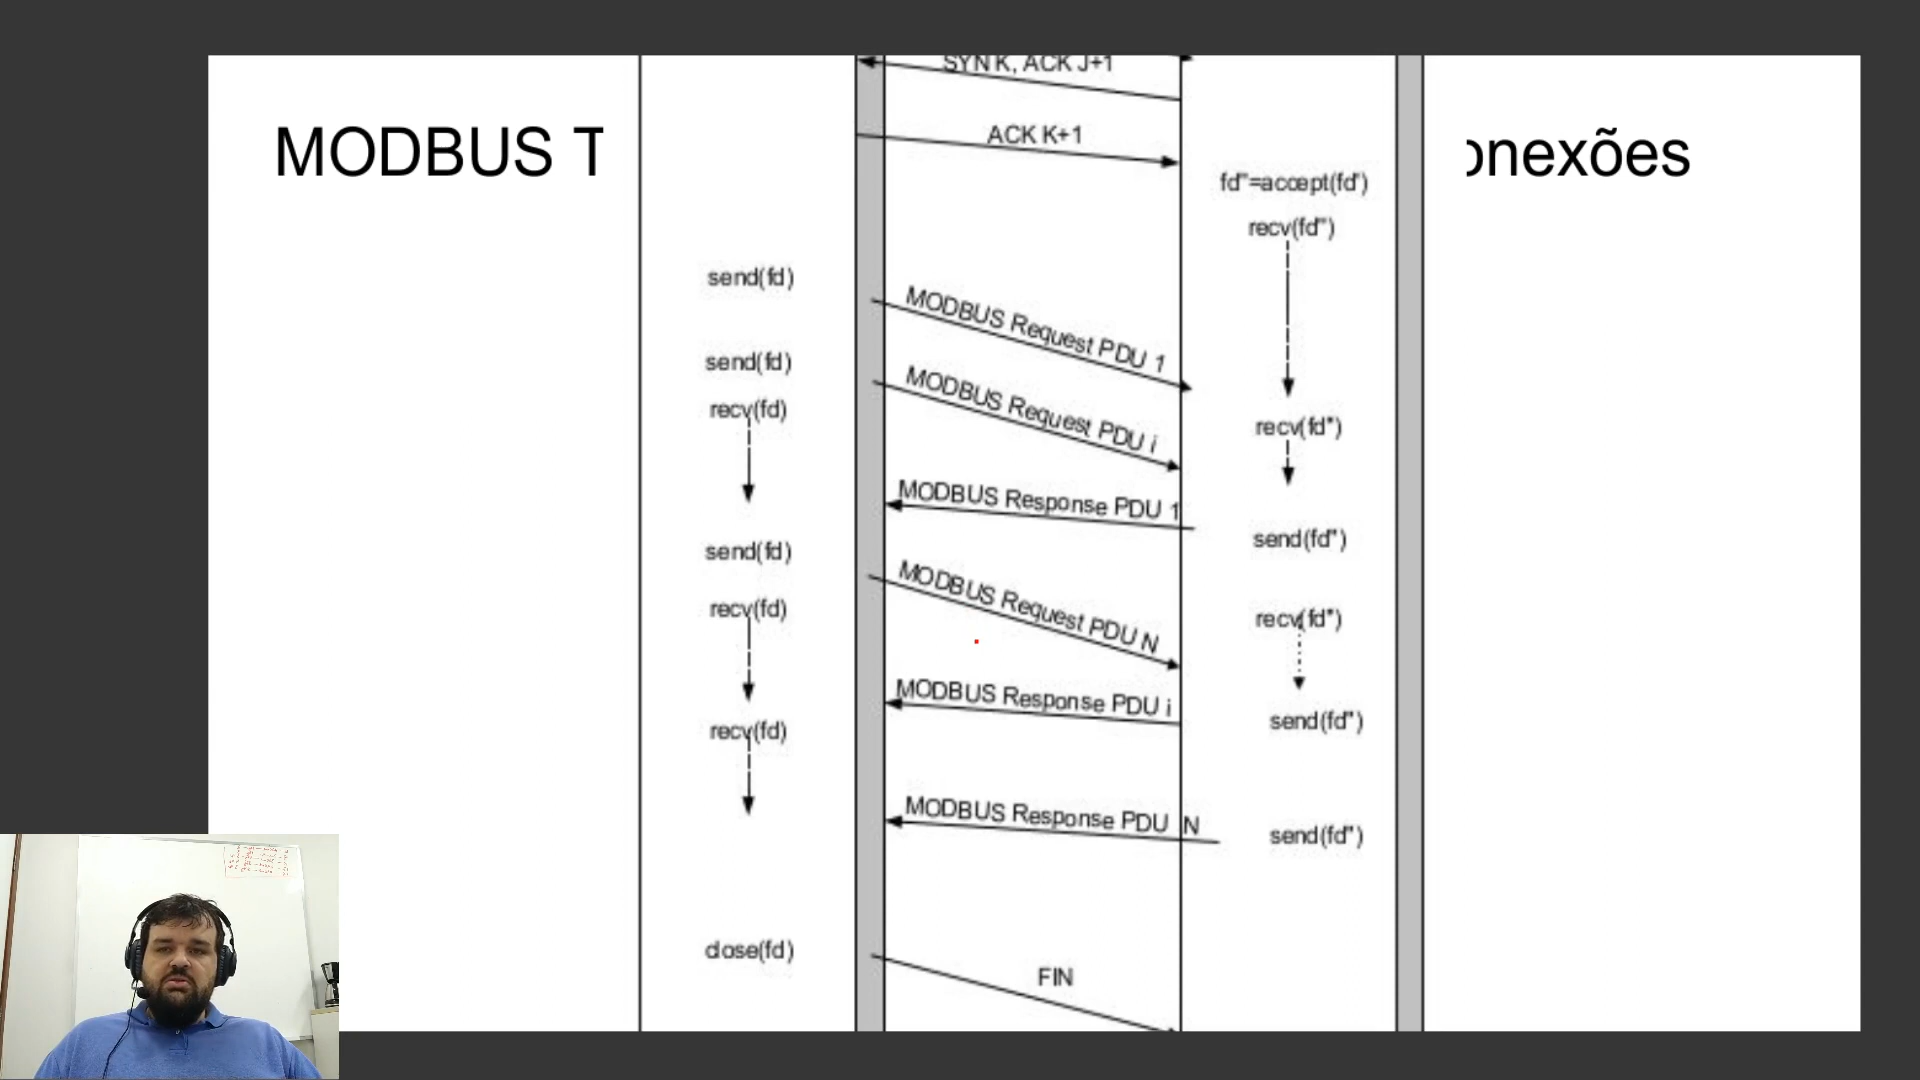 SYN K, ACK J+1
MODBUS T
onexões
ACK K+1
fd"=accept(fd')
recv(fd")
send(fd)
MODBUS Request PDU 1
send(fd)
MODBUS Request PDU i
recv(fd)
recv(fd")
MODBUS Response PDU 1
send(fd")
send(fd)
MODBUS Request PDU N
recv(fd)
recv(fd")
MODBUS Response PDU i
send(fd")
recv(fd)
MODBUS Response PDU N
send(fd")
close(fd)
FIN